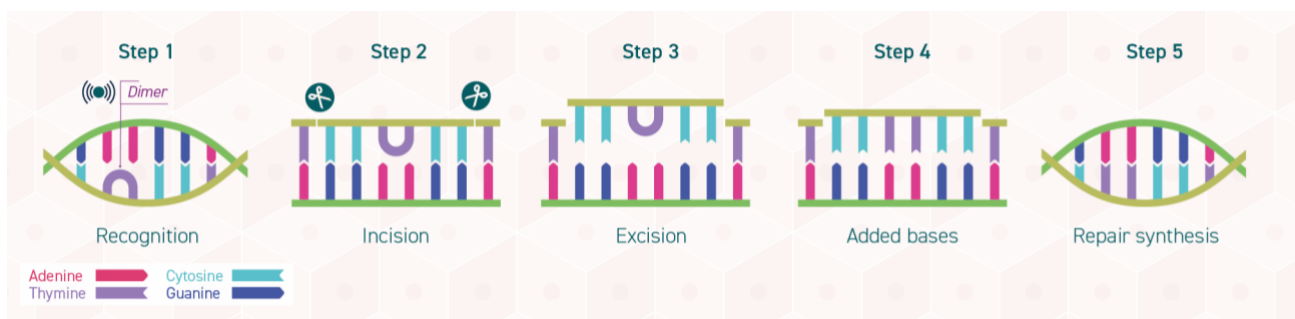 Step 1
Step 2
Step 3
Step 4
Step 5
Dimer
Recognition
Incision
Excision
Added bases
Repair synthesis
Adenine
Cytosine
Thymine
Guanine